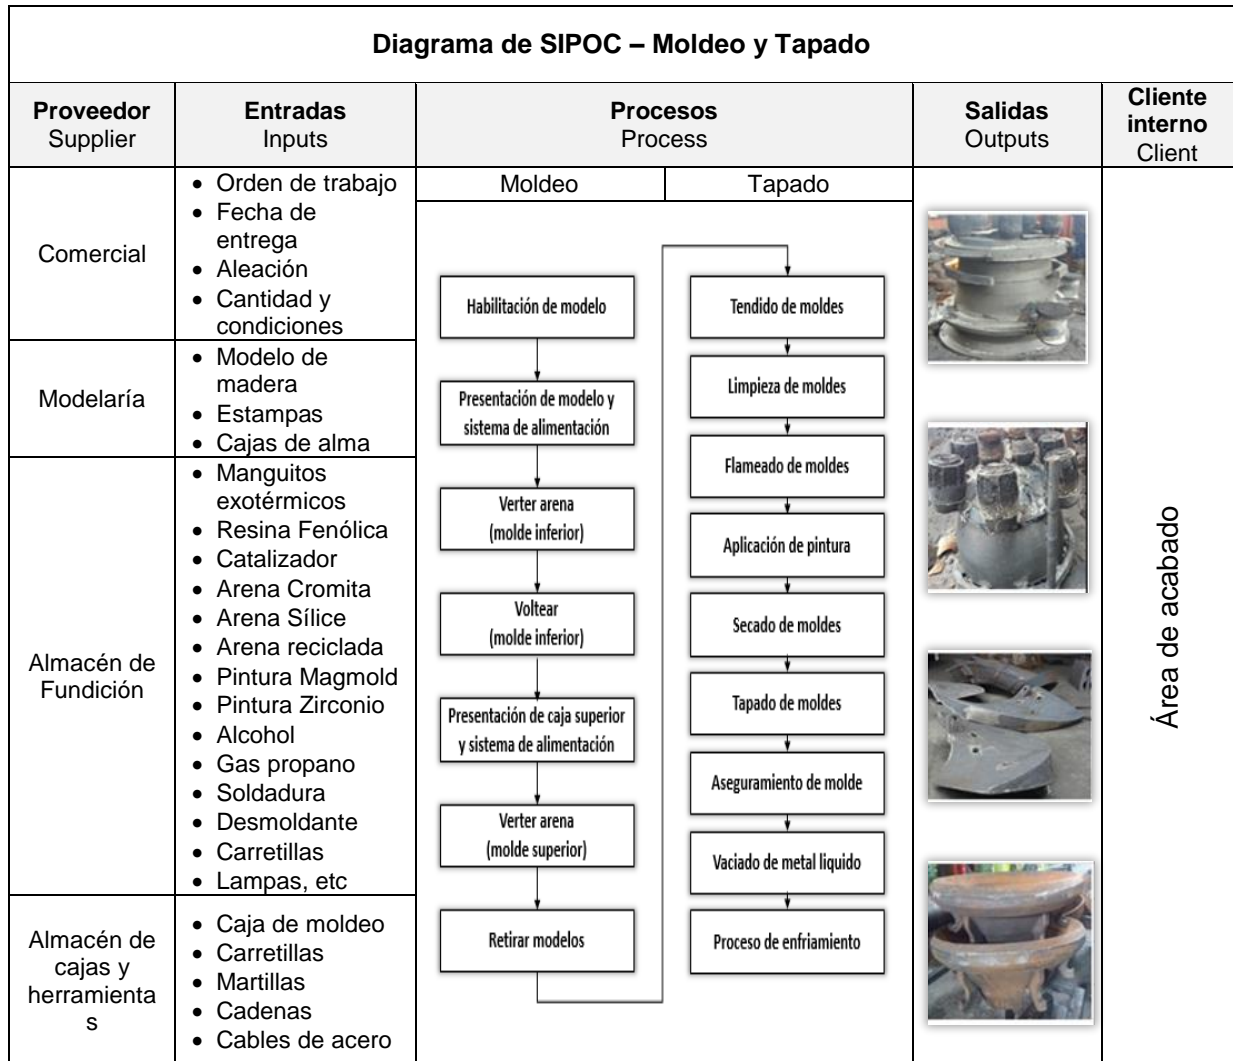 Diagrama de SIPOC – Moldeo y Tapado
Proveedor
Supplier
Entradas
Inputs
Procesos
Process
Salidas
Outputs
Cliente
interno
Client
Comercial
• Orden de trabajo
• Fecha de
entrega
• Aleación
• Cantidad y
condiciones
Modelaría
• Modelo de
madera
• Estampas
• Cajas de alma
Almacén de
Fundición
• Manguitos
exotérmicos
• Resina Fenólica
• Catalizador
• Arena Cromita
• Arena Sílice
• Arena reciclada
• Pintura Magmold
• Pintura Zirconio
• Alcohol
• Gas propano
• Soldadura
• Desmoldante
• Carretillas
• Lampas, etc
Almacén de
cajas y
herramienta
s
• Caja de moldeo
• Carretillas
• Martillas
• Cadenas
• Cables de acero
Moldeo
Habilitación de modelo
Presentación de modelo y
sistema de alimentación
Verter arena
(molde inferior)
Voltear
(molde inferior)
Presentación de caja superior
y sistema de alimentación
Verter arena
(molde superior)
Retirar modelos
Tapado
Tendido de moldes
Limpieza de moldes
Flameado de moldes
Aplicación de pintura
Secado de moldes
Tapado de moldes
Aseguramiento de molde
Vaciado de metal liquido
Proceso de enfriamiento
Área de acabado